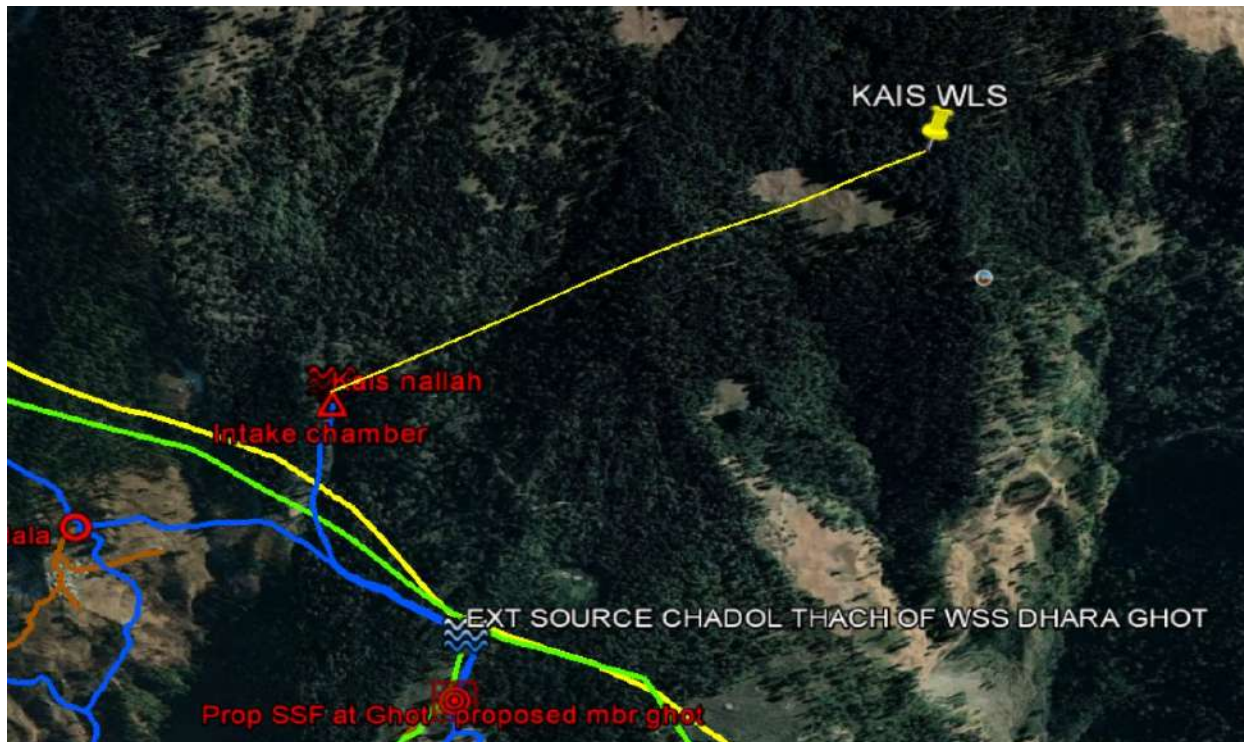 KAIS WLS
Kais nallah
Intake chamber
lala
EXT SOURCE CHADOL THACH OF WSS DHARA GHOT
Prop SSF at Ghot proposed mbr ghot